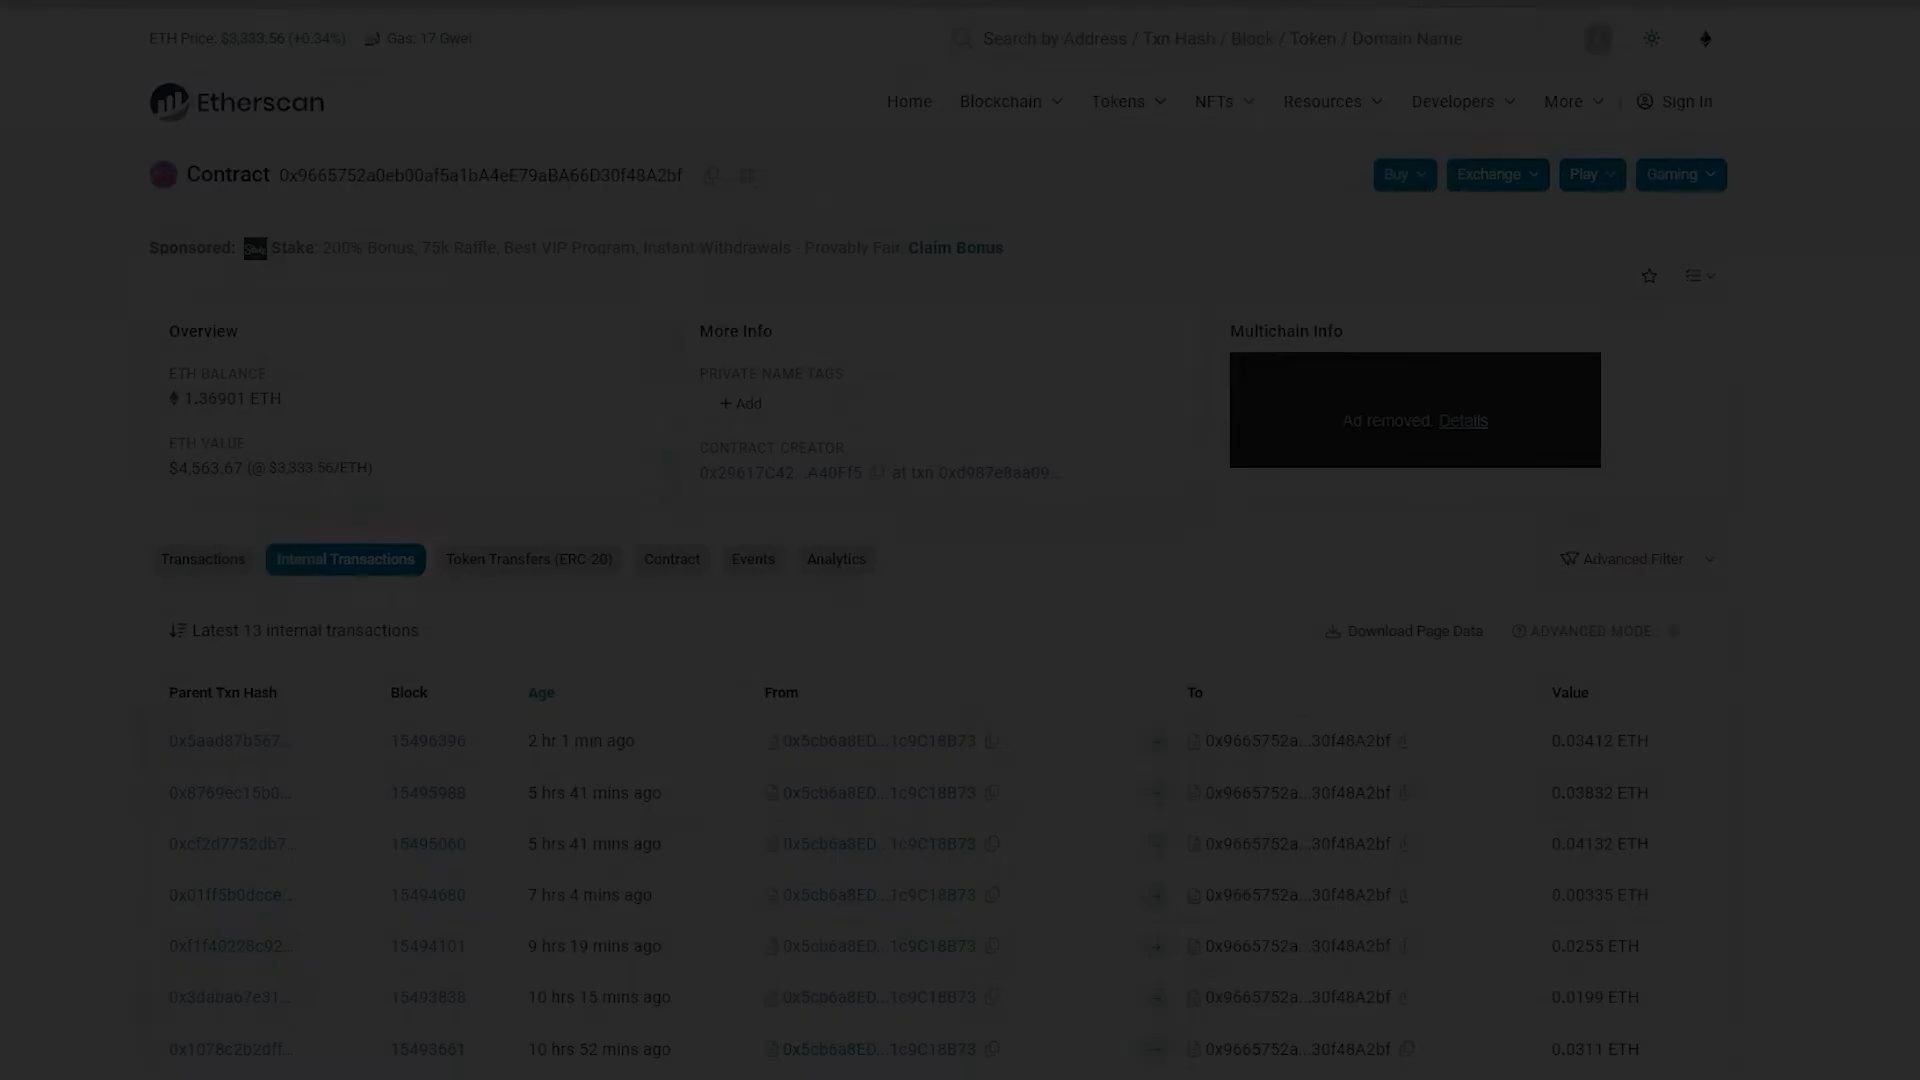 ETH Price: $3,333.56 (+0.34%) Gas: 17 Gwei
Search by Address / Txn Hash / Block / Token / Domain Name
Etherscan
Home Blockchain Tokens NFTs Resources Developers More Sign In
Contract 0x9665752a0eb00af5a1bA4eE79aBA66D30f48A2bf
Buy Exchange Play Gaming
Sponsored: Stake Stake: 200% Bonus, 75k Raffle, Best VIP Program, Instant Withdrawals - Provably Fair. Claim Bonus
Overview
ETH BALANCE
1.36901 ETH
ETH VALUE
$4,563.67 (@ $3,333.56/ETH)
More Info
PRIVATE NAME TAGS
+ Add
CONTRACT CREATOR
0x29617C42...A40Ff5 at txn 0xd987e8aa09...
Multichain Info
Ad removed. Details
Transactions Internal Transactions Token Transfers (ERC-20) Contract Events Analytics
Advanced Filter
Latest 13 internal transactions
Download Page Data ADVANCED MODE
Parent Txn Hash Block Age From To Value
0x5aad87b567... 15496396 2 hr 1 min ago 0x5cb6a8ED...1c9C18B73 0x9665752a...30f48A2bf 0.03412 ETH
0x8769ec15b0... 15495988 5 hrs 41 mins ago 0x5cb6a8ED...1c9C18B73 0x9665752a...30f48A2bf 0.03832 ETH
0xcf2d7752db7... 15495060 5 hrs 41 mins ago 0x5cb6a8ED...1c9C18B73 0x9665752a...30f48A2bf 0.04132 ETH
0x01ff5b0dcce... 15494680 7 hrs 4 mins ago 0x5cb6a8ED...1c9C18B73 0x9665752a...30f48A2bf 0.00335 ETH
0xf1f40228c92... 15494101 9 hrs 19 mins ago 0x5cb6a8ED...1c9C18B73 0x9665752a...30f48A2bf 0.0255 ETH
0x3daba67e31... 15493838 10 hrs 15 mins ago 0x5cb6a8ED...1c9C18B73 0x9665752a...30f48A2bf 0.0199 ETH
0x1078c2b2dff... 15493661 10 hrs 52 mins ago 0x5cb6a8ED...1c9C18B73 0x9665752a...30f48A2bf 0.0311 ETH